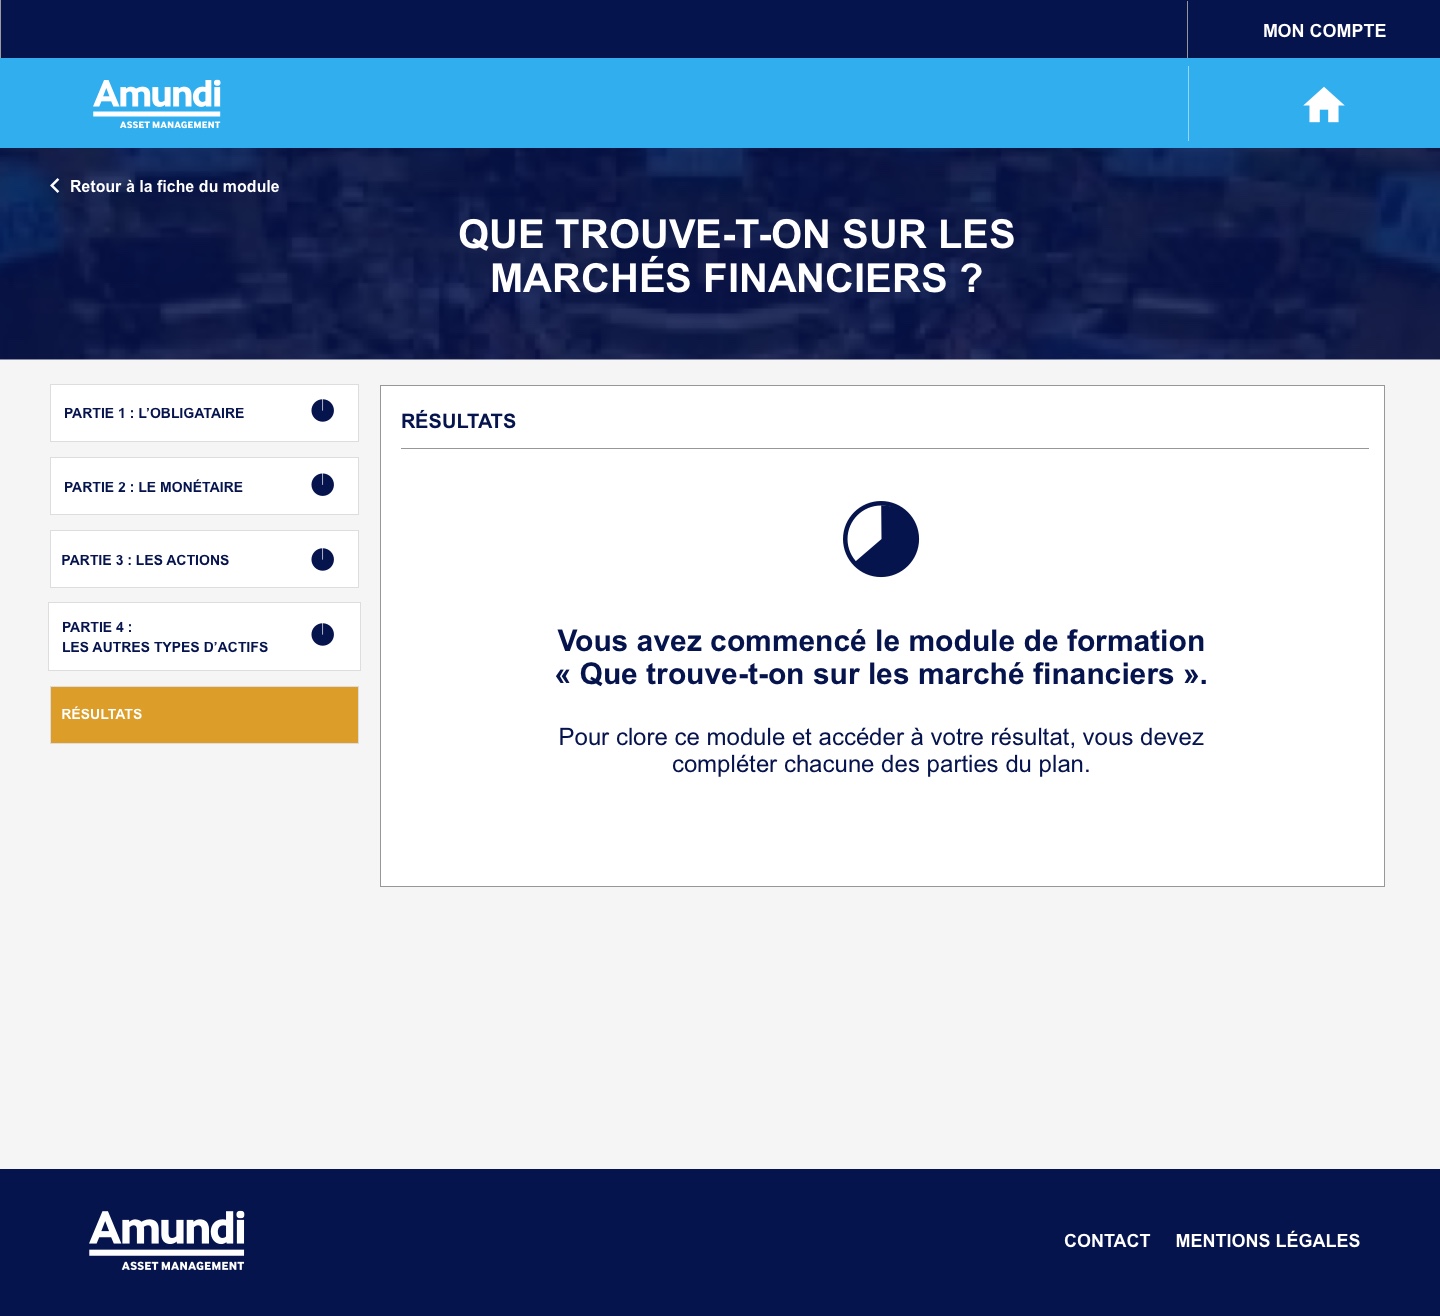 MON COMPTE
Amundi
ASSET MANAGEMENT
Retour à la fiche du module
QUE TROUVE-T-ON SUR LES
MARCHÉS FINANCIERS ?
PARTIE 1 : L’OBLIGATAIRE
PARTIE 2 : LE MONÉTAIRE
PARTIE 3 : LES ACTIONS
PARTIE 4 :
LES AUTRES TYPES D’ACTIFS
RÉSULTATS
RÉSULTATS
Vous avez commencé le module de formation
« Que trouve-t-on sur les marché financiers ».
Pour clore ce module et accéder à votre résultat, vous devez
compléter chacune des parties du plan.
Amundi
ASSET MANAGEMENT
CONTACT MENTIONS LÉGALES